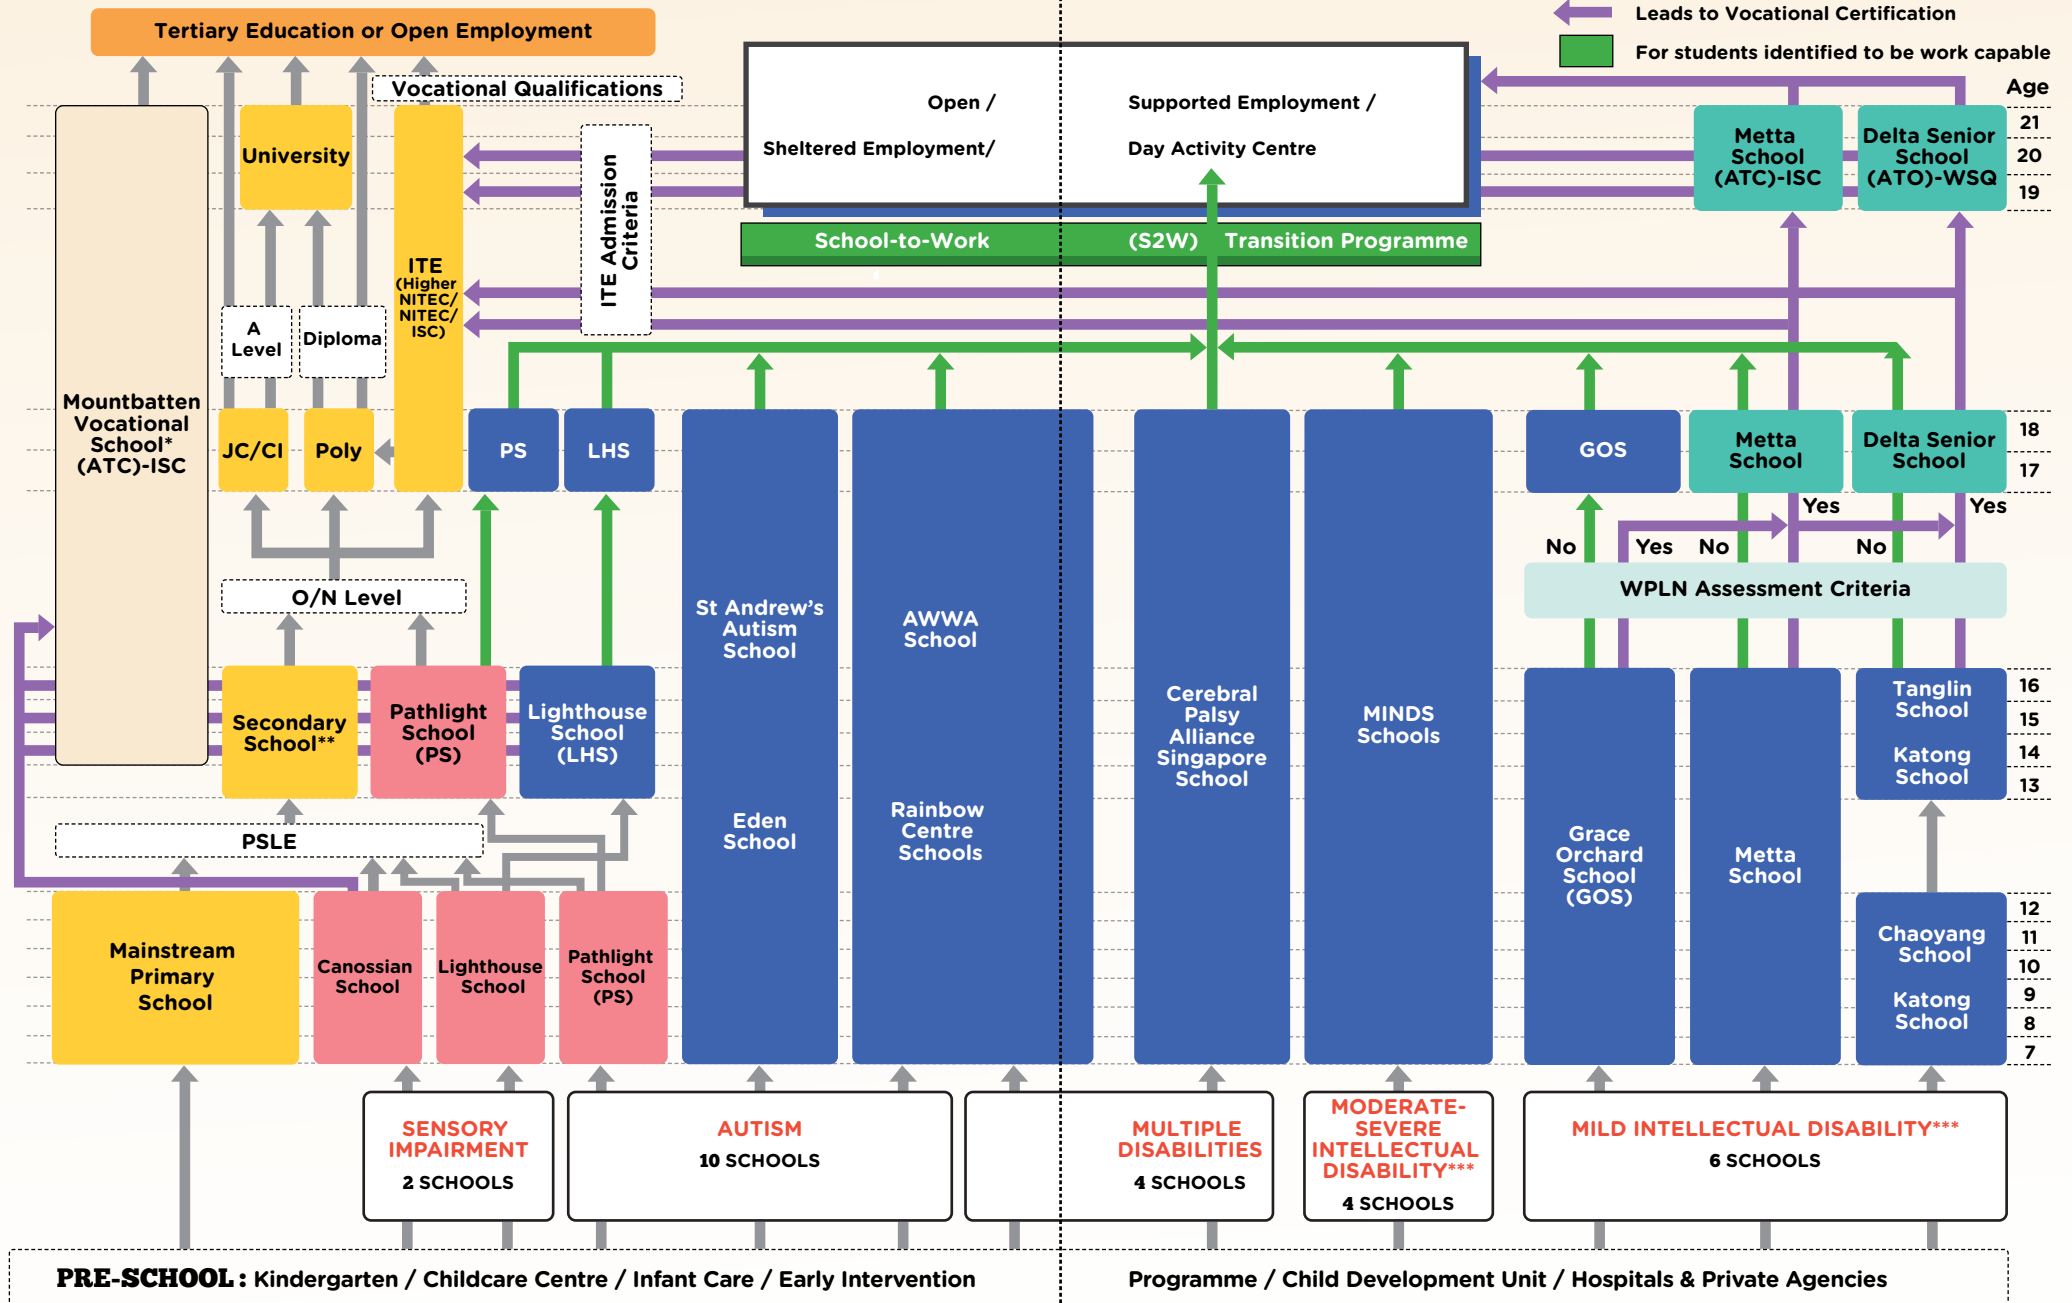 Leads to Vocational Certification
For students identified to be work capable
Tertiary Education or Open Employment
Vocational Qualifications
Age
21
20
19
18
17
16
15
14
13
12
11
10
9
8
7
Open /
Supported Employment /
Sheltered Employment/
Day Activity Centre
School-to-Work
(S2W)
Transition Programme
University
ITE
(Higher
NITEC/
NITEC/
ISC)
ITE Admission
Criteria
Metta
School
(ATC)-ISC
Delta Senior
School
(ATO)-WSQ
A
Level
Diploma
Mountbatten
Vocational
School*
(ATC)-ISC
JC/CI
Poly
PS
LHS
GOS
Metta
School
Delta Senior
School
Yes
Yes
No
Yes
No
No
WPLN Assessment Criteria
O/N Level
Secondary
School**
Pathlight
School
(PS)
Lighthouse
School
(LHS)
St Andrew’s
Autism
School
Eden
School
AWWA
School
Rainbow
Centre
Schools
Cerebral
Palsy
Alliance
Singapore
School
MINDS
Schools
Grace
Orchard
School
(GOS)
Metta
School
Tanglin
School
Katong
School
Chaoyang
School
Katong
School
PSLE
Mainstream
Primary
School
Canossian
School
Lighthouse
School
Pathlight
School
(PS)
SENSORY
IMPAIRMENT
2 SCHOOLS
AUTISM
10 SCHOOLS
MULTIPLE
DISABILITIES
4 SCHOOLS
MODERATE-
SEVERE
INTELLECTUAL
DISABILITY***
4 SCHOOLS
MILD INTELLECTUAL DISABILITY***
6 SCHOOLS
PRE-SCHOOL : Kindergarten / Childcare Centre / Infant Care / Early Intervention
Programme / Child Development Unit / Hospitals & Private Agencies